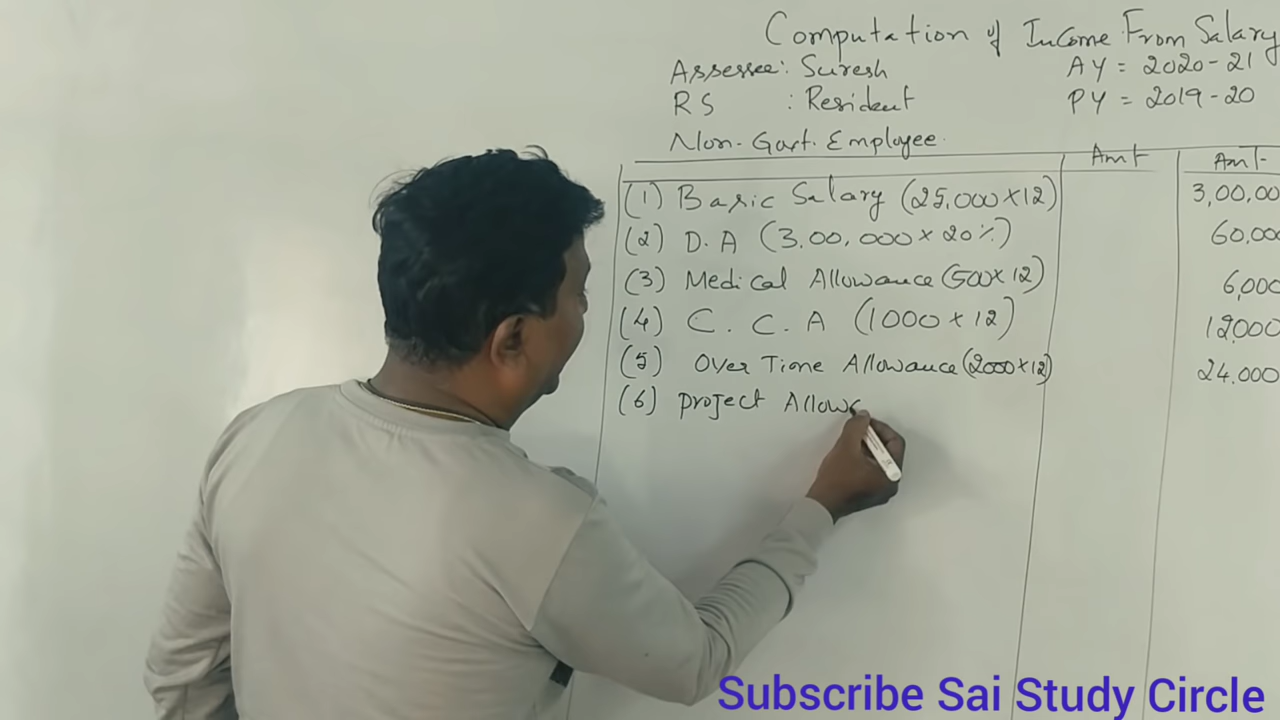 Computation of Income From Salary
Assessee: Suresh AY = 2020-21
RS : Resident PY = 2019-20
Non-Govt. Employee.
Amt Amt
(1) Basic Salary (25,000×12) 3,00,00
(2) D.A (3,00,000×20%) 60,000
(3) Medical Allowance (500×12) 6,000
(4) C.C.A (1000×12) 12000
(5) Over Time Allowance (2000×12) 24,000
(6) project Allowa
Subscribe Sai Study Circle